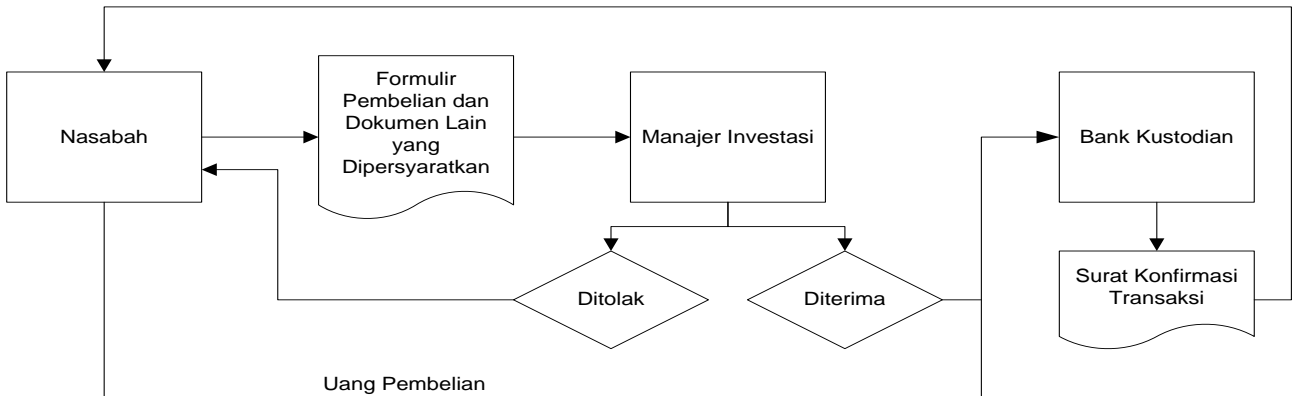 Nasabah
Formulir
Pembelian dan
Dokumen Lain
yang
Dipersyaratkan
Manajer Investasi
Bank Kustodian
Ditolak
Diterima
Surat Konfirmasi
Transaksi
Uang Pembelian